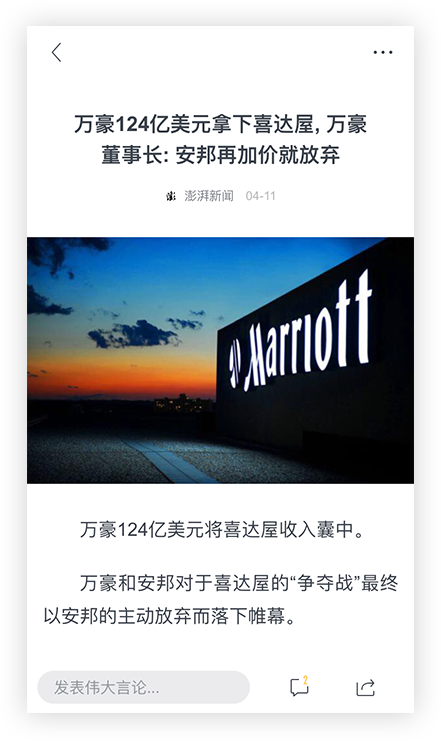 万豪124亿美元拿下喜达屋, 万豪
董事长: 安邦再加价就放弃
澎 澎湃新闻 04-11
Marriott
万豪124亿美元将喜达屋收入囊中。
万豪和安邦对于喜达屋的“争夺战”最终
以安邦的主动放弃而落下帷幕。
发表伟大言论... 2